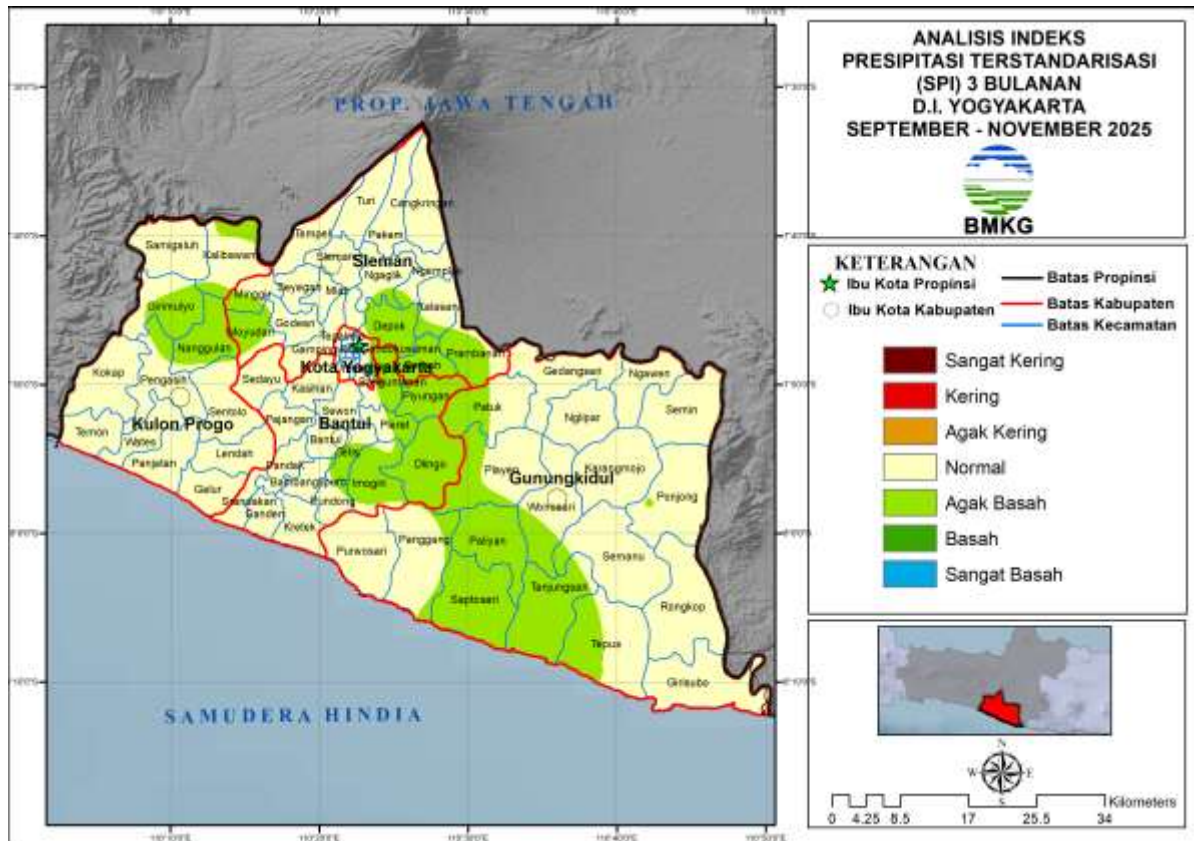 ANALISIS INDEKS
PRESIPITASI TERSTANDARISASI
(SPI) 3 BULANAN
D.I. YOGYAKARTA
SEPTEMBER - NOVEMBER 2025
BMKG
KETERANGAN
Ibu Kota Propinsi
Ibu Kota Kabupaten
Batas Propinsi
Batas Kabupaten
Batas Kecamatan
Sangat Kering
Kering
Agak Kering
Normal
Agak Basah
Basah
Sangat Basah
N
W E
S
Kilometers
0 4.25 8.5 17 25.5 34
PROP. JAWA TENGAH
Turi
Cangkringan
Tempel
Pakem
Samigaluh
Kalibawang
Sleman
Sleman
Ngaglik
Ngemplak
Seyegan
Mlati
Minggir
Kalasan
Girimulyo
Moyudan
Godean
Depok
Gamping
Prambanan
Nanggulan
Kota Yogyakarta
Gedangsari
Ngawen
Kokap
Pengasih
Sedayu
Kasihan
Piyungan
Patuk
Semin
Nglipar
Sentolo
Pajangan
Sewon
Kulon Progo
Bantul
Pleret
Temon
Wates
Bantul
Lendah
Jetis
Panjatan
Pandak
Dlingo
Playen
Gunungkidul
Karangmojo
Bambanglipuro
Imogiri
Galur
Srandakan
Pundong
Wonosari
Ponjong
Sanden
Kretek
Purwosari
Panggang
Paliyan
Semanu
Tanjungsari
Saptosari
Rongkop
Tepus
Girisubo
SAMUDERA HINDIA